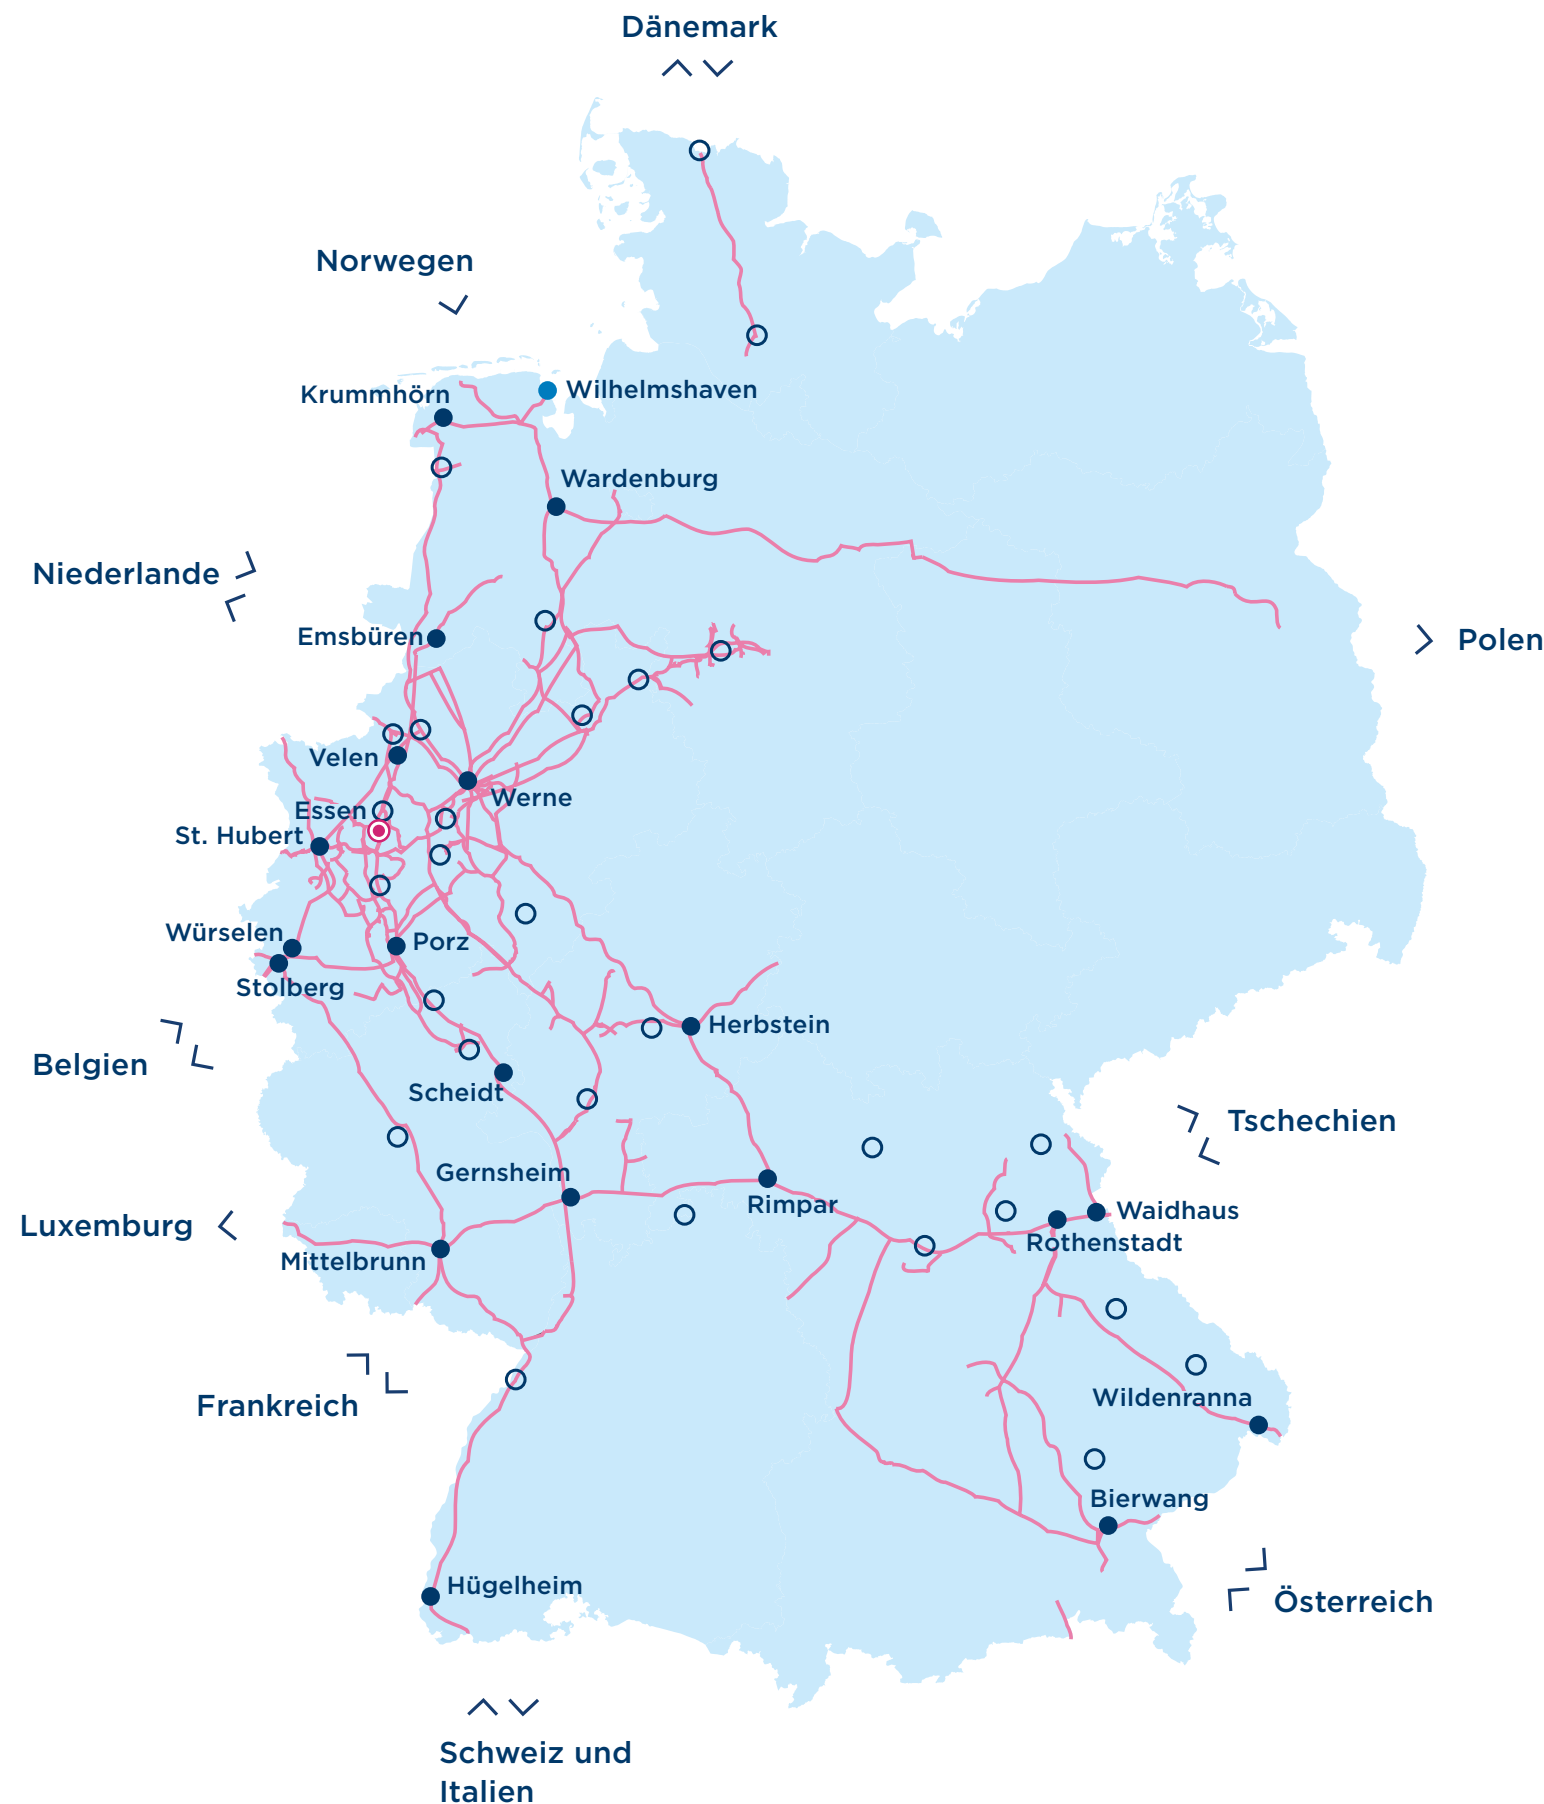 Dänemark
Norwegen
Krummhörn
Wilhelmshaven
Wardenburg
Niederlande
Emsbüren
Polen
Velen
Werne
Essen
St. Hubert
Würselen
Porz
Stolberg
Herbstein
Belgien
Scheidt
Tschechien
Gernsheim
Rimpar
Waidhaus
Luxemburg
Rothenstadt
Mittelbrunn
Wildenranna
Frankreich
Bierwang
Hügelheim
Österreich
Schweiz und
Italien